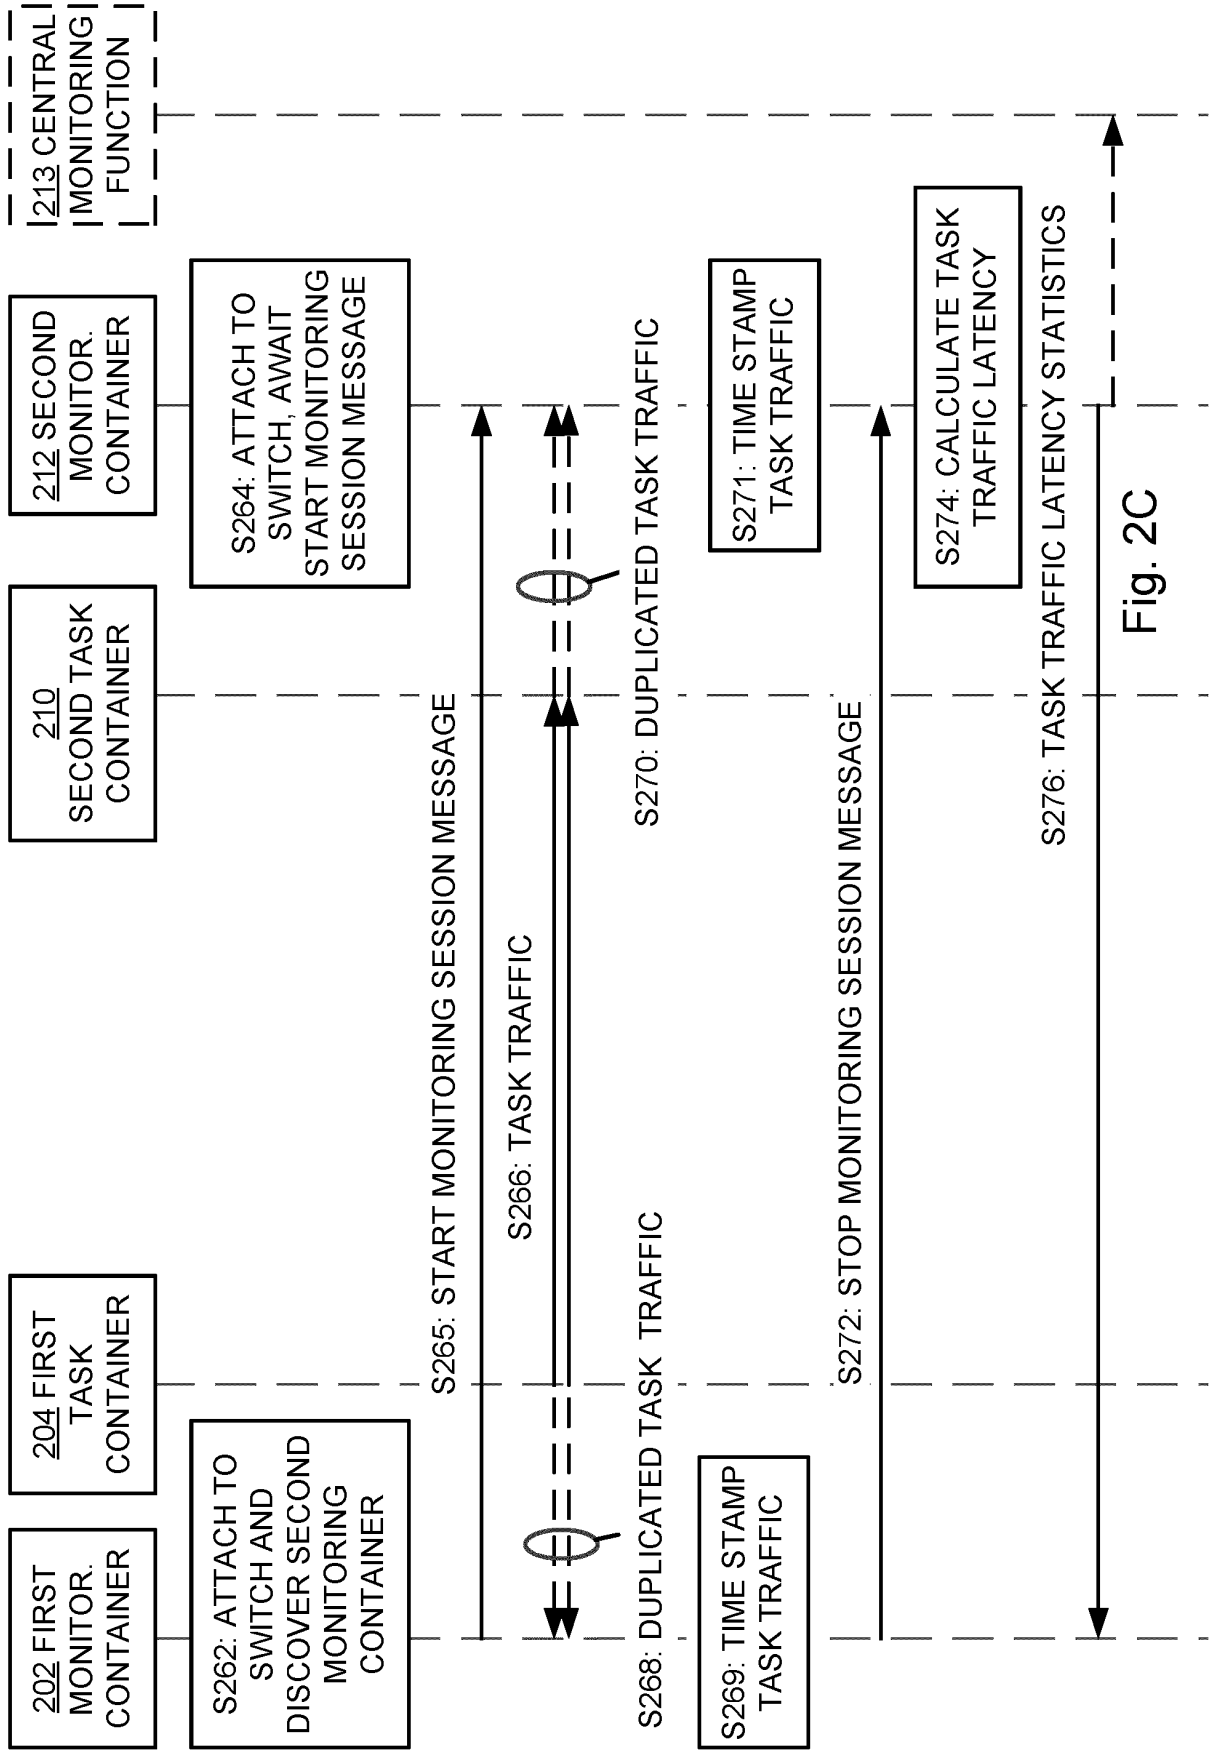 202 FIRST
MONITOR.
CONTAINER
204 FIRST
TASK
CONTAINER
210
SECOND TASK
CONTAINER
212 SECOND
MONITOR.
CONTAINER
213 CENTRAL
MONITORING
FUNCTION
S262: ATTACH TO
SWITCH AND
DISCOVER SECOND
MONITORING
CONTAINER
S264: ATTACH TO
SWITCH, AWAIT
START MONITORING
SESSION MESSAGE
S265: START MONITORING SESSION MESSAGE
S266: TASK TRAFFIC
S268: DUPLICATED TASK TRAFFIC
S270: DUPLICATED TASK TRAFFIC
S269: TIME STAMP
TASK TRAFFIC
S271: TIME STAMP
TASK TRAFFIC
S272: STOP MONITORING SESSION MESSAGE
S274: CALCULATE TASK
TRAFFIC LATENCY
S276: TASK TRAFFIC LATENCY STATISTICS
Fig. 2C